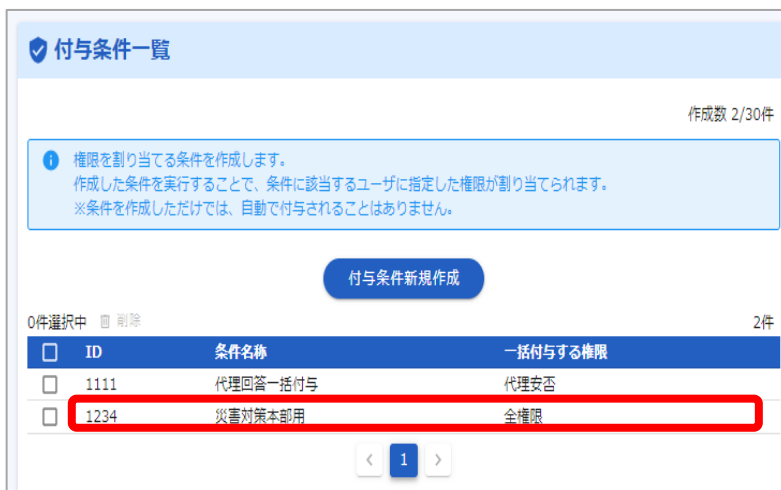 付与条件一覧
作成数 2/30件
権限を割り当てる条件を作成します。
作成した条件を実行することで、条件に該当するユーザに指定した権限が割り当てられます。
※条件を作成しただけでは、自動で付与されることはありません。
付与条件新規作成
0件選択中 削除 2件
ID 条件名称 一括付与する権限
1111 代理回答一括付与 代理安否
1234 災害対策本部用 全権限
< 1 >